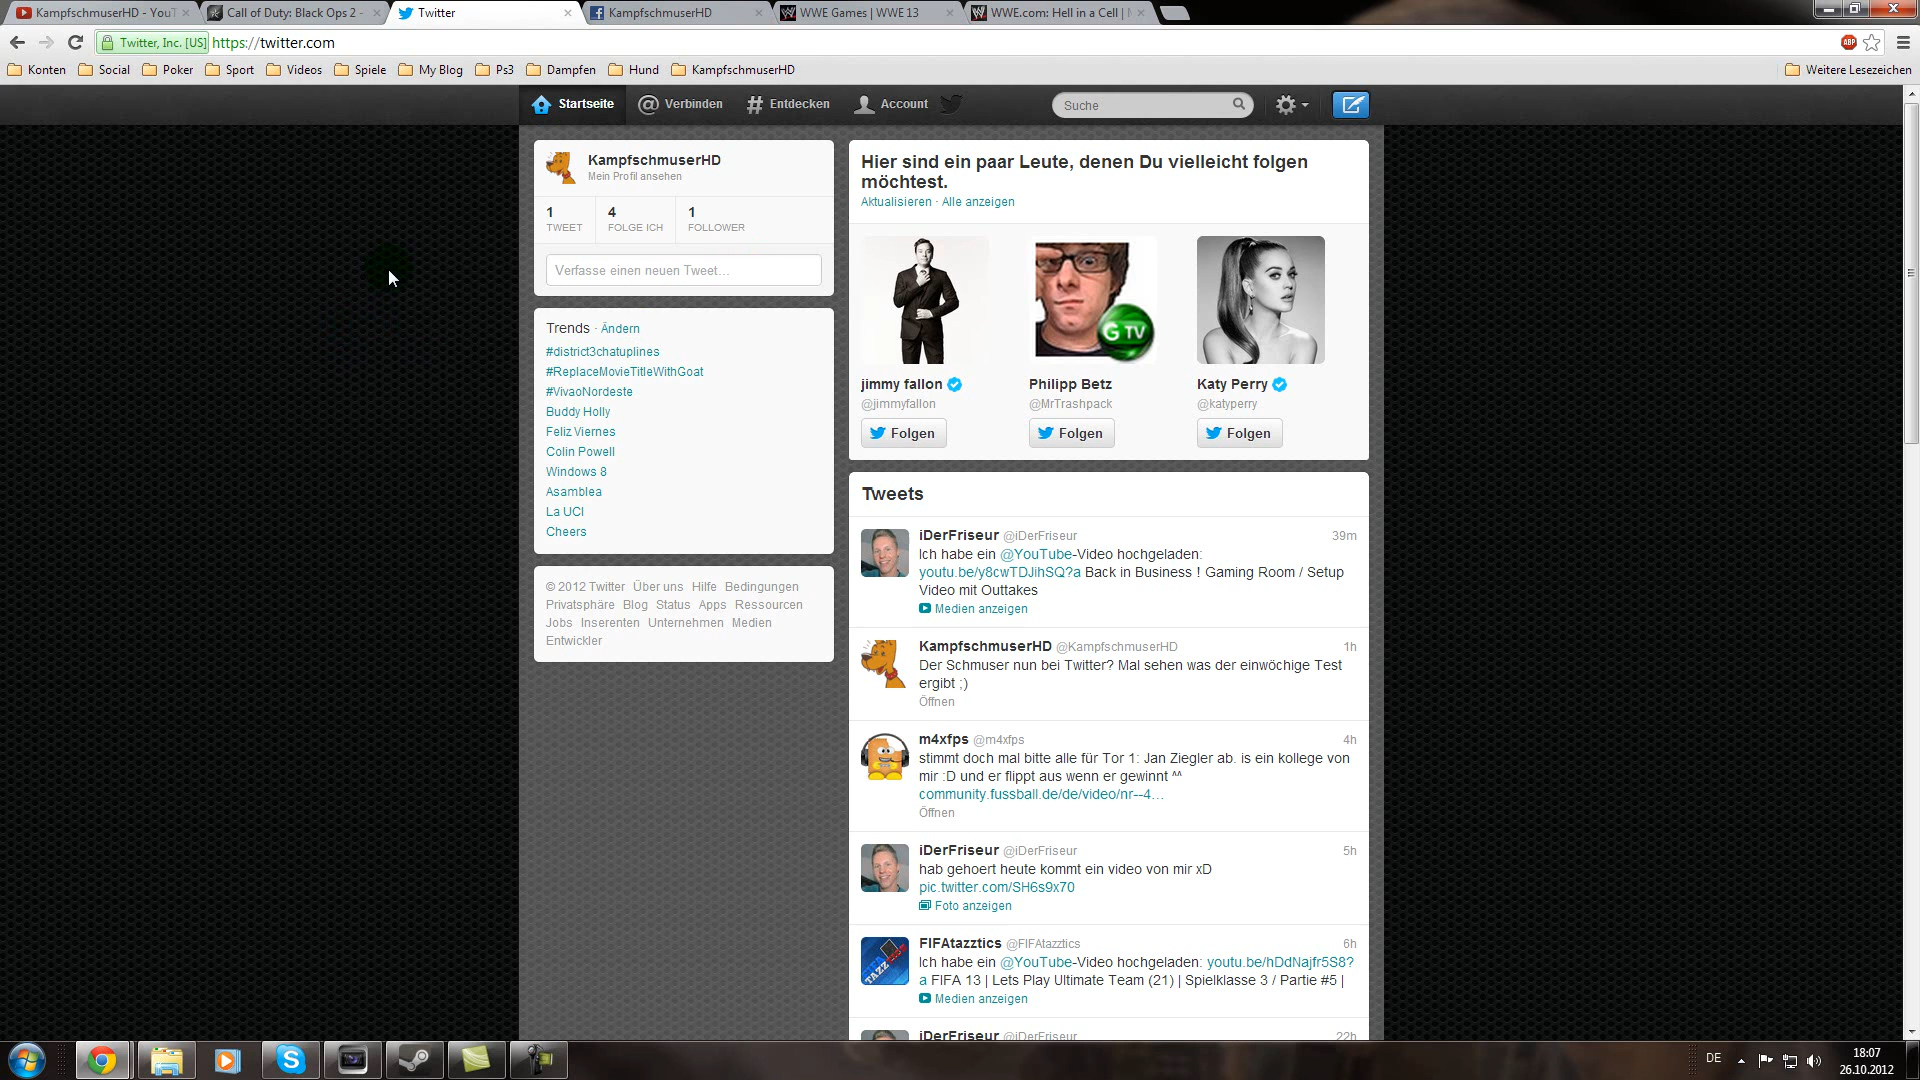 KampfschmuserHD - YouT
Call of Duty: Black Ops 2 -
Twitter
KampfschmuserHD
WWE Games | WWE 13
WWE.com: Hell in a Cell |
Twitter, Inc. [US] https://twitter.com
ABP
Konten Social Poker Sport Videos Spiele My Blog Ps3 Dampfen Hund KampfschmuserHD Weitere Lesezeichen
Startseite Verbinden Entdecken Account Suche
KampfschmuserHD
Mein Profil ansehen
1 4 1
TWEET FOLGE ICH FOLLOWER
Verfasse einen neuen Tweet...
Trends · Ändern
#district3chatuplines
#ReplaceMovieTitleWithGoat
#VivaoNordeste
Buddy Holly
Feliz Viernes
Colin Powell
Windows 8
Asamblea
La UCI
Cheers
© 2012 Twitter Über uns Hilfe Bedingungen
Privatsphäre Blog Status Apps Ressourcen
Jobs Inserenten Unternehmen Medien
Entwickler
Hier sind ein paar Leute, denen Du vielleicht folgen
möchtest.
Aktualisieren · Alle anzeigen
G TV
jimmy fallon
@jimmyfallon
Folgen
Philipp Betz
@MrTrashpack
Folgen
Katy Perry
@katyperry
Folgen
Tweets
iDerFriseur @iDerFriseur 39m
Ich habe ein @YouTube-Video hochgeladen:
youtu.be/y8cwTDJihSQ?a Back in Business ! Gaming Room / Setup
Video mit Outtakes
Medien anzeigen
KampfschmuserHD @KampfschmuserHD 1h
Der Schmuser nun bei Twitter? Mal sehen was der einwöchige Test
ergibt ;)
Öffnen
m4xfps @m4xfps 4h
stimmt doch mal bitte alle für Tor 1: Jan Ziegler ab. is ein kollege von
mir :D und er flippt aus wenn er gewinnt ^^
community.fussball.de/de/video/nr--4...
Öffnen
iDerFriseur @iDerFriseur 5h
hab gehoert heute kommt ein video von mir xD
pic.twitter.com/SH6s9x70
Foto anzeigen
FIFAtazztics @FIFAtazztics 6h
Ich habe ein @YouTube-Video hochgeladen: youtu.be/hDdNajfr5S8?
a FIFA 13 | Lets Play Ultimate Team (21) | Spielklasse 3 / Partie #5 |
Medien anzeigen
iDerFriseur @iDerFriseur 22h
DE
18:07
26.10.2012